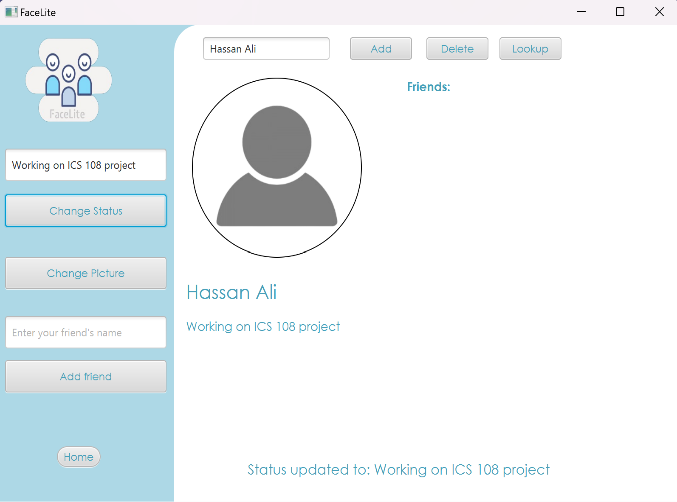 FaceLite
Hassan Ali
Add
Delete
Lookup
FaceLite
Friends:
Working on ICS 108 project
Change Status
Change Picture
Hassan Ali
Enter your friend's name
Working on ICS 108 project
Add friend
Home
Status updated to: Working on ICS 108 project